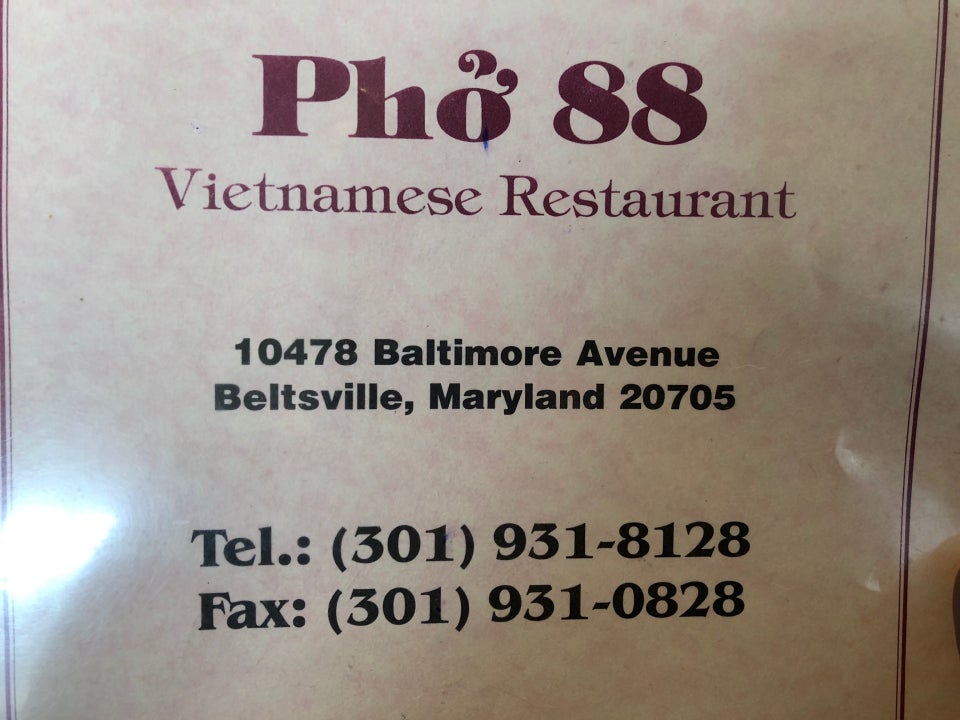 Phở 88
Vietnamese Restaurant
10478 Baltimore Avenue
Beltsville, Maryland 20705
Tel.: (301) 931-8128
Fax: (301) 931-0828